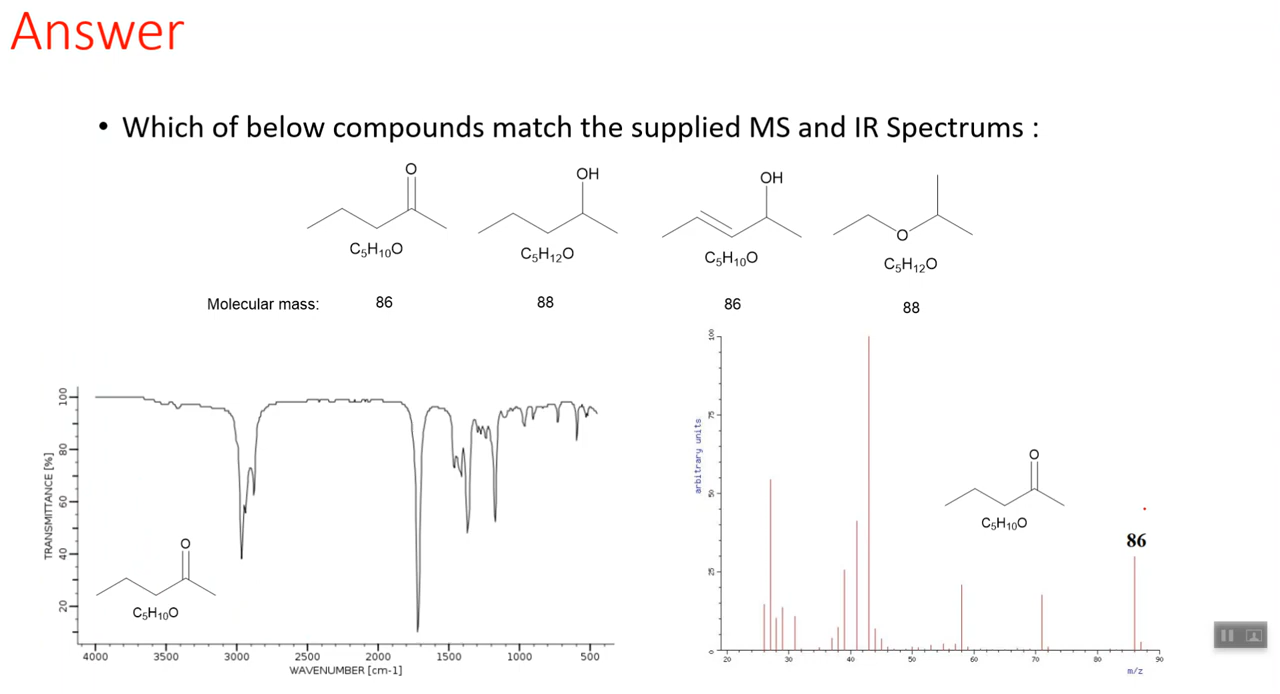 Answer
• Which of below compounds match the supplied MS and IR Spectrums :
O
OH
OH
O
C5H10O
C5H12O
C5H10O
C5H12O
Molecular mass:
86
88
86
88
100
80
60
40
20
TRANSMITTANCE [%]
O
C5H10O
4000 3000 2000 1500 1000 500
WAVENUMBER [cm-1]
100
75
50
25
0
arbitrary units
O
C5H10O
86
20 30 40 50 60 70 80 90
m/z